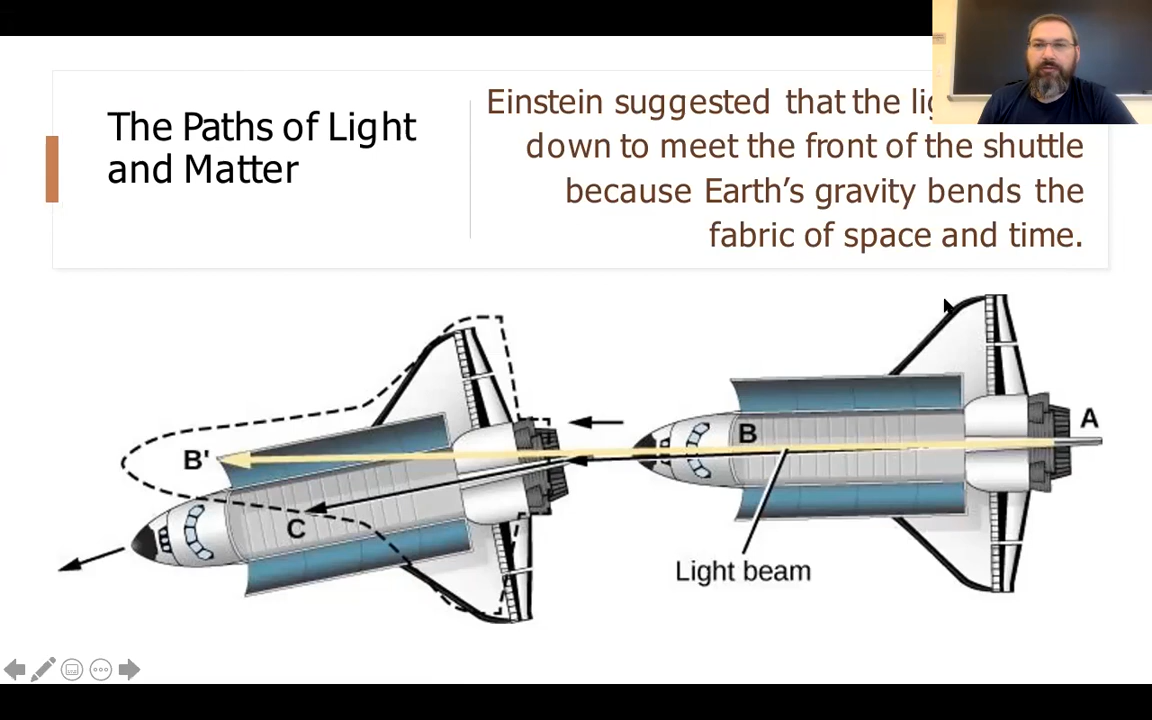 The Paths of Light
and Matter
Einstein suggested that the
down to meet the front of the shuttle
because Earth’s gravity bends the
fabric of space and time.
A
B
B'
C
Light beam